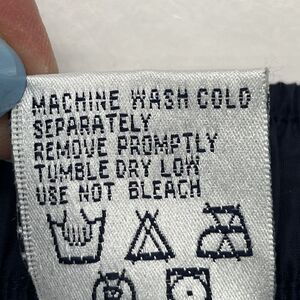 MACHINE WASH COLD
SEPARATELY
REMOVE PROMPTLY
TUMBLE DRY LOW
USE NOT BLEACH